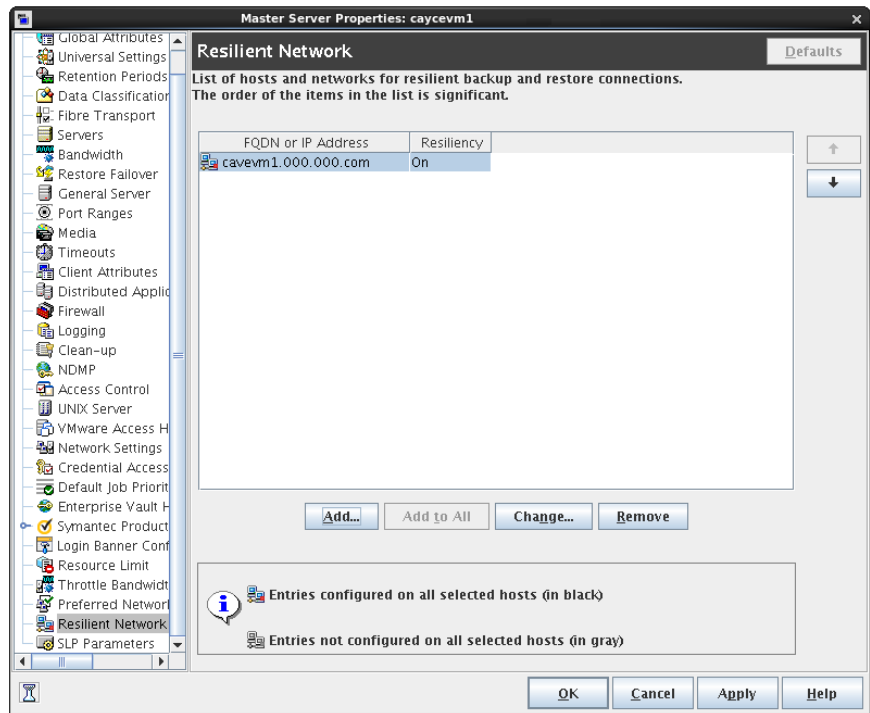 Master Server Properties: caycevm1
Global Attributes
Universal Settings
Retention Periods
Data Classification
Fibre Transport
Servers
Bandwidth
Restore Failover
General Server
Port Ranges
Media
Timeouts
Client Attributes
Distributed Applic
Firewall
Logging
Clean-up
NDMP
Access Control
UNIX Server
VMware Access H
Network Settings
Credential Access
Default Job Priorit
Enterprise Vault H
Symantec Product
Login Banner Conf
Resource Limit
Throttle Bandwidt
Preferred Networl
Resilient Network
SLP Parameters
Resilient Network
Defaults
List of hosts and networks for resilient backup and restore connections.
The order of the items in the list is significant.
FQDN or IP Address Resiliency
cavevm1.000.000.com On
Add... Add to All Change... Remove
Entries configured on all selected hosts (in black)
Entries not configured on all selected hosts (in gray)
OK Cancel Apply Help